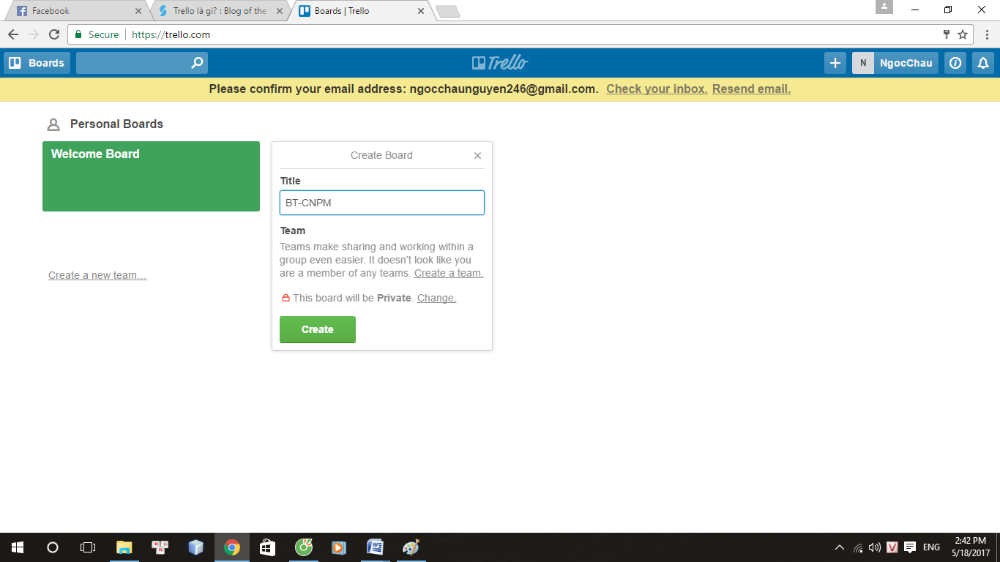 Facebook
Trello là gì? : Blog of the
Boards | Trello
Secure
https://trello.com
Boards
Trello
N
NgocChau
Please confirm your email address: ngocchaunguyen246@gmail.com. Check your inbox. Resend email.
Personal Boards
Welcome Board
Create Board
Title
BT-CNPM
Team
Teams make sharing and working within a
group even easier. It doesn’t look like you
are a member of any teams. Create a team.
This board will be Private. Change.
Create
Create a new team…
ENG
2:42 PM
5/18/2017